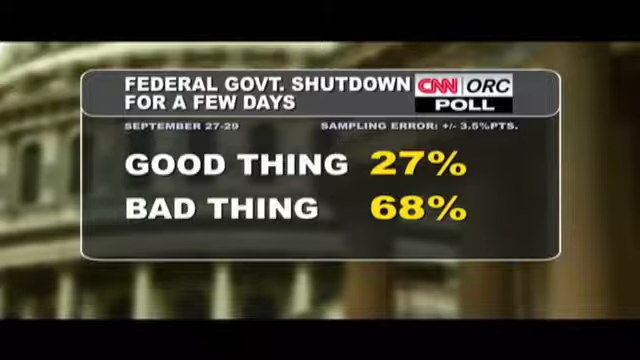 FEDERAL GOVT. SHUTDOWN
FOR A FEW DAYS
CNN ORC
POLL
SEPTEMBER 27-29 SAMPLING ERROR: +/- 3.5%PTS.
GOOD THING 27%
BAD THING 68%